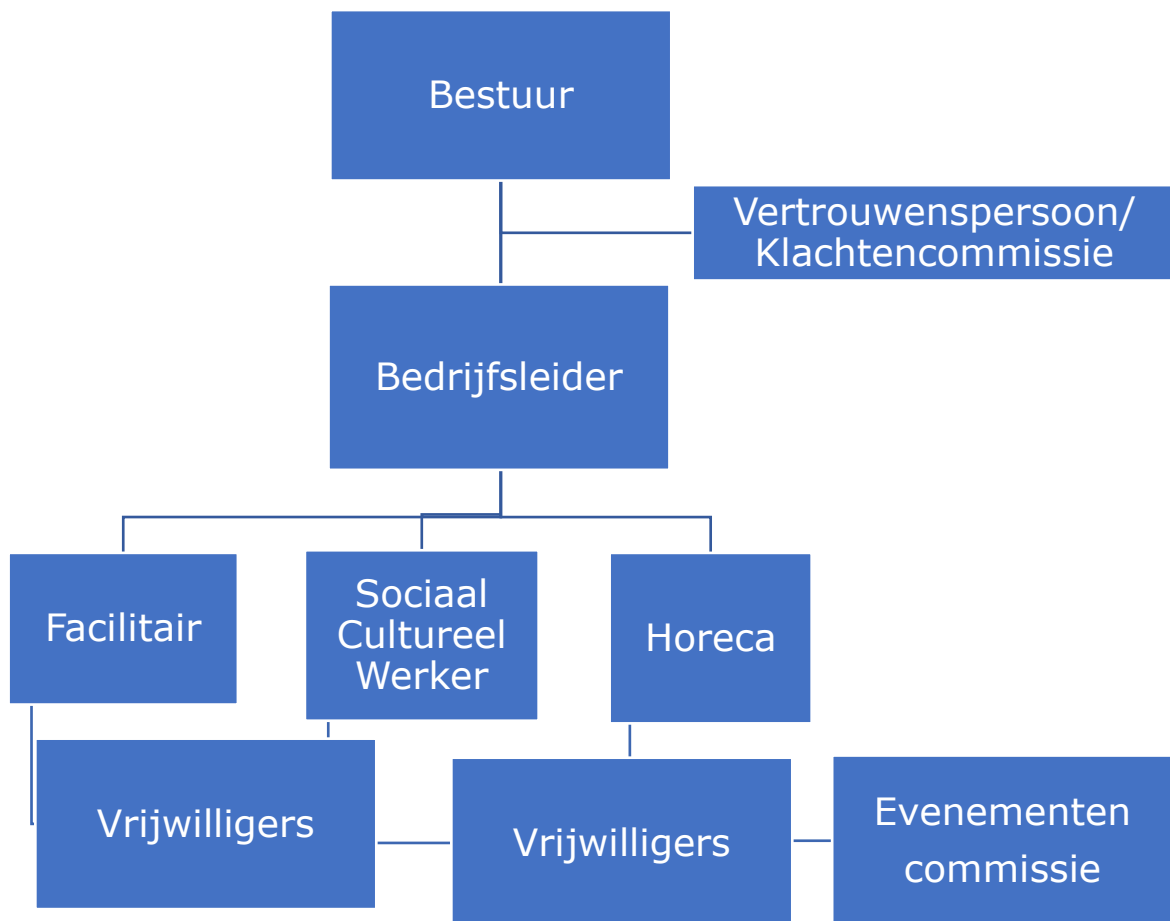 Bestuur
Vertrouwenspersoon/
Klachtencommissie
Bedrijfsleider
Facilitair
Sociaal
Cultureel
Werker
Horeca
Vrijwilligers
Vrijwilligers
Evenementen
commissie